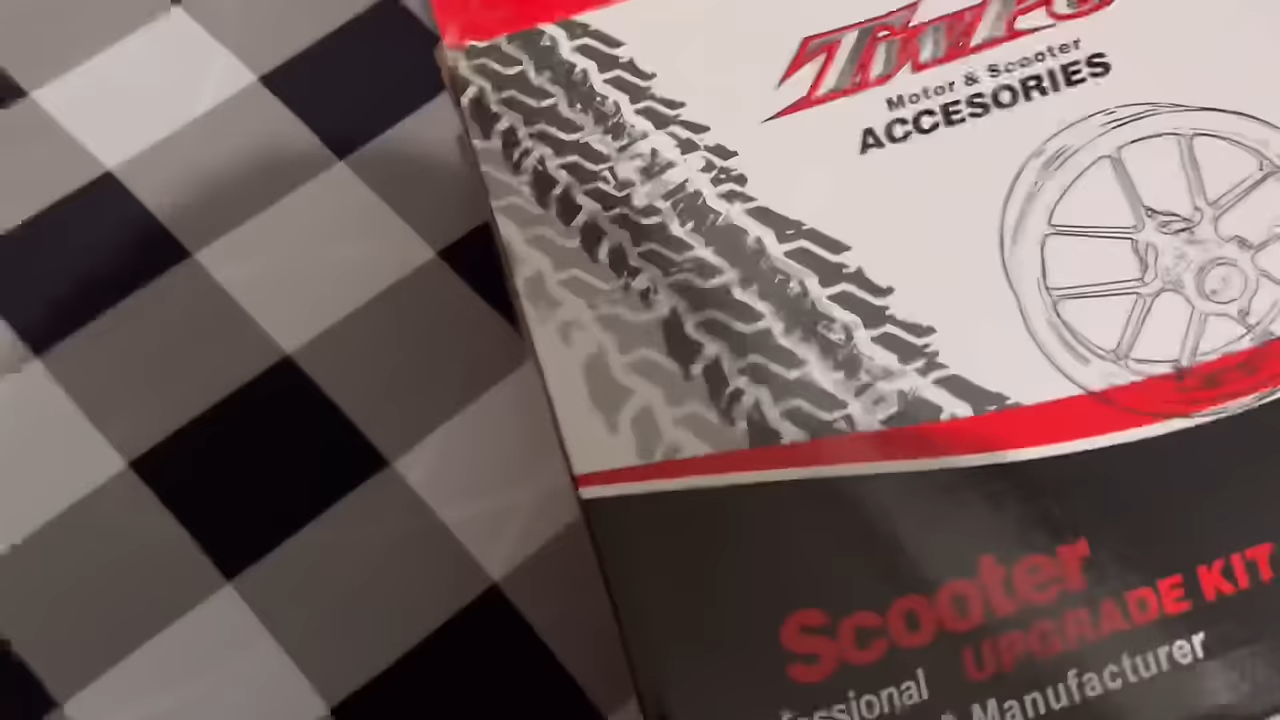 Motor & Scooter
ACCESORIES
Scooter
UPGRADE KIT
Manufacturer